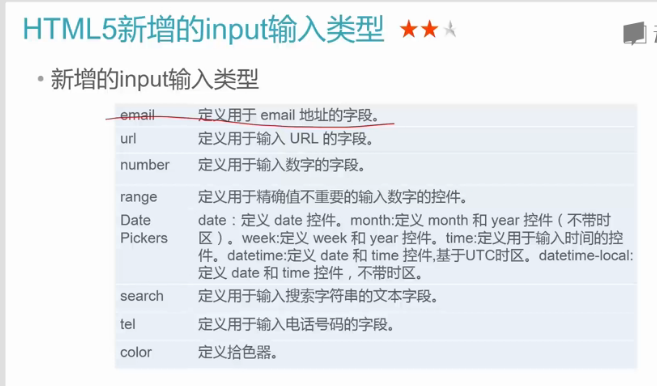 HTML5新增的input输入类型
• 新增的input输入类型
email 定义用于 email 地址的字段。
url 定义用于输入 URL 的字段。
number 定义用于输入数字的字段。
range 定义用于精确值不重要的输入数字的控件。
Date Pickers
date：定义 date 控件。month:定义 month 和 year 控件（不带时
区）。week:定义 week 和 year 控件。time:定义用于输入时间的控
件。datetime:定义 date 和 time 控件,基于UTC时区。datetime-local:
定义 date 和 time 控件，不带时区。
search 定义用于输入搜索字符串的文本字段。
tel 定义用于输入电话号码的字段。
color 定义拾色器。